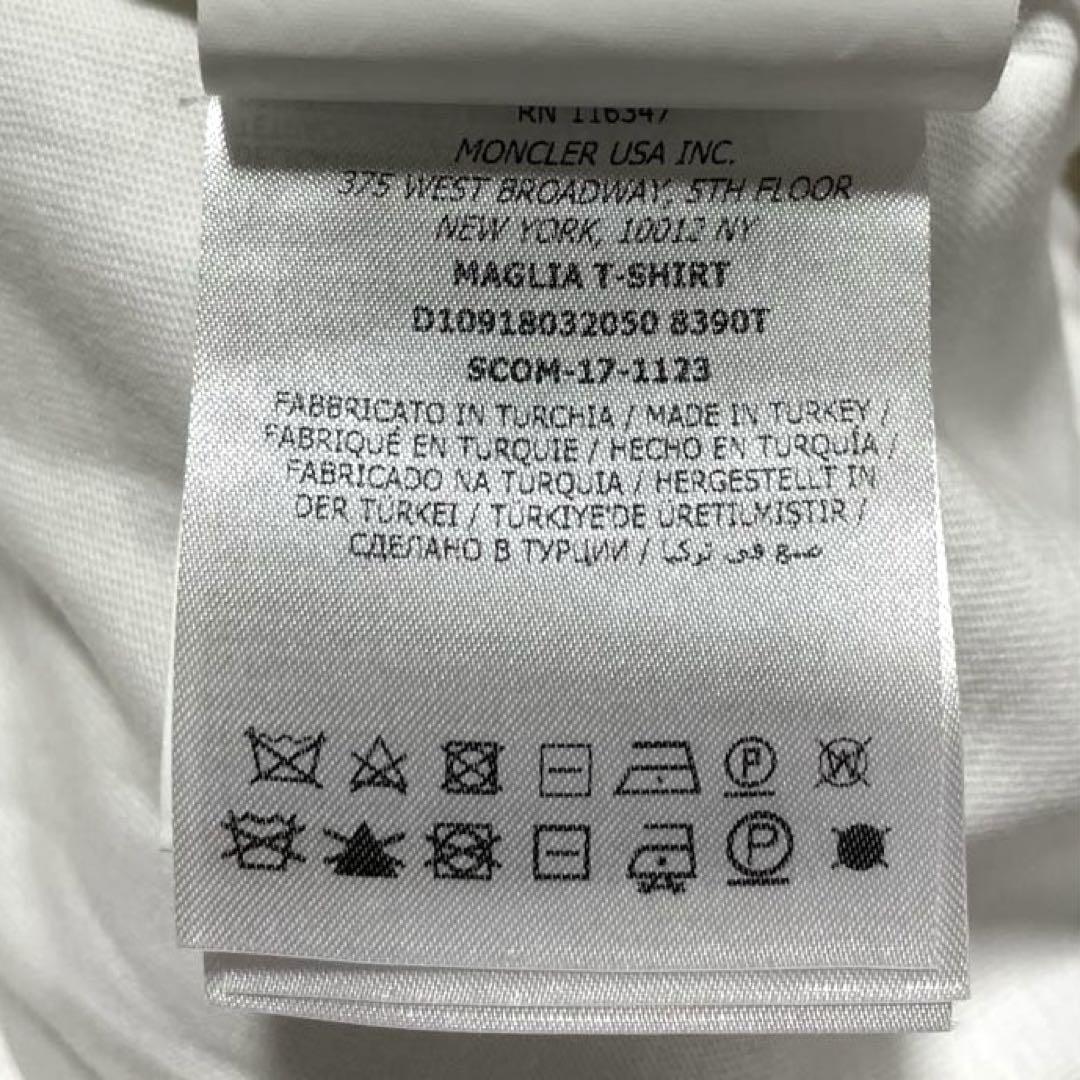 RN 116347
MONCLER USA INC.
375 WEST BROADWAY, 5TH FLOOR
NEW YORK, 10012 NY
MAGLIA T-SHIRT
D10918032050 8390T
SCOM-17-1123
FABBRICATO IN TURCHIA / MADE IN TURKEY /
FABRIQUÉ EN TURQUIE / HECHO EN TURQUÍA /
FABRICADO NA TURQUIA / HERGESTELLT IN
DER TÜRKEI / TÜRKIYE'DE ÜRETILMIŞTIR /
СДЕЛАНО В ТУРЦИИ / صنع في تركيا
P W
P